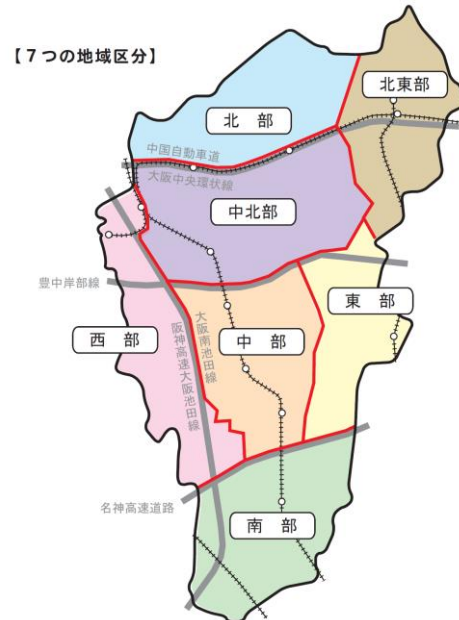 【７つの地域区分】
北東部
北　部
中国自動車道
大阪中央環状線
中北部
豊中岸部線
東　部
西　部
中　部
大阪南池田線
阪神高速大阪池田線
名神高速道路
南　部